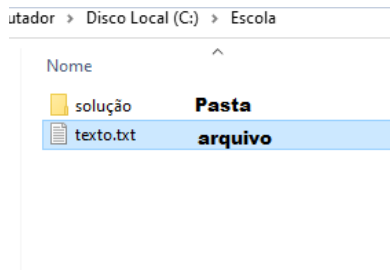 utador > Disco Local (C:) > Escola
Nome
solução Pasta
texto.txt arquivo